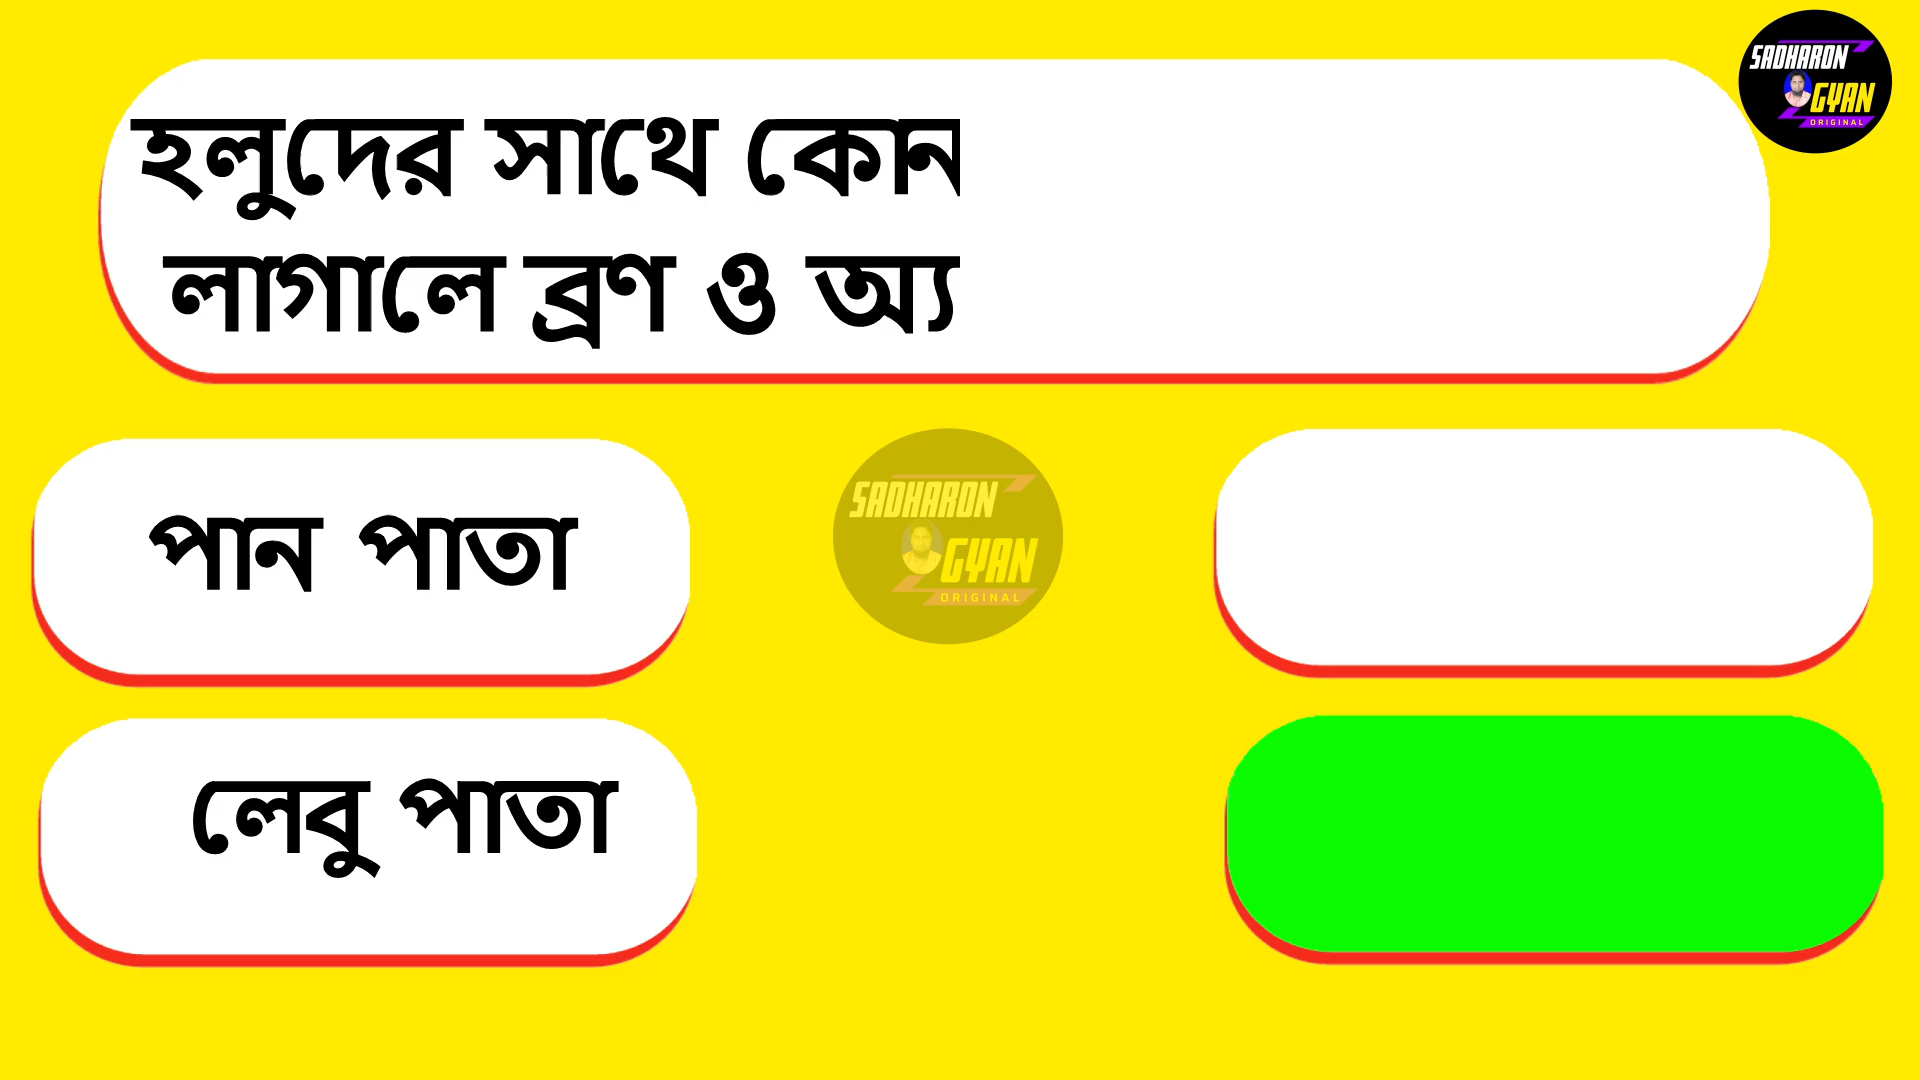 SADHARON
GYAN
ORIGINAL
হলুদের সাথে কোন
লাগালে ব্রণ ও অ্য
পান পাতা
SADHARON
GYAN
ORIGINAL
লেবু পাতা